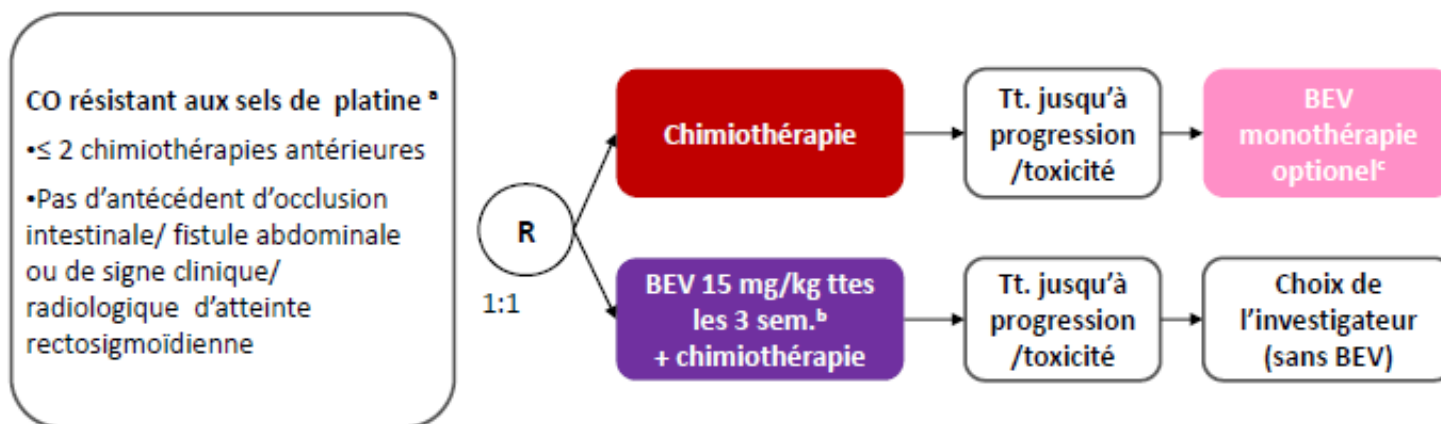 CO résistant aux sels de platine ᵃ
•≤ 2 chimiothérapies antérieures
•Pas d'antécédent d'occlusion
intestinale/ fistule abdominale
ou de signe clinique/
radiologique d'atteinte
rectosigmoïdienne
R
1:1
Chimiothérapie
Tt. jusqu'à
progression
/toxicité
BEV
monothérapie
optionelᶜ
BEV 15 mg/kg ttes
les 3 sem.ᵇ
+ chimiothérapie
Tt. jusqu'à
progression
/toxicité
Choix de
l'investigateur
(sans BEV)